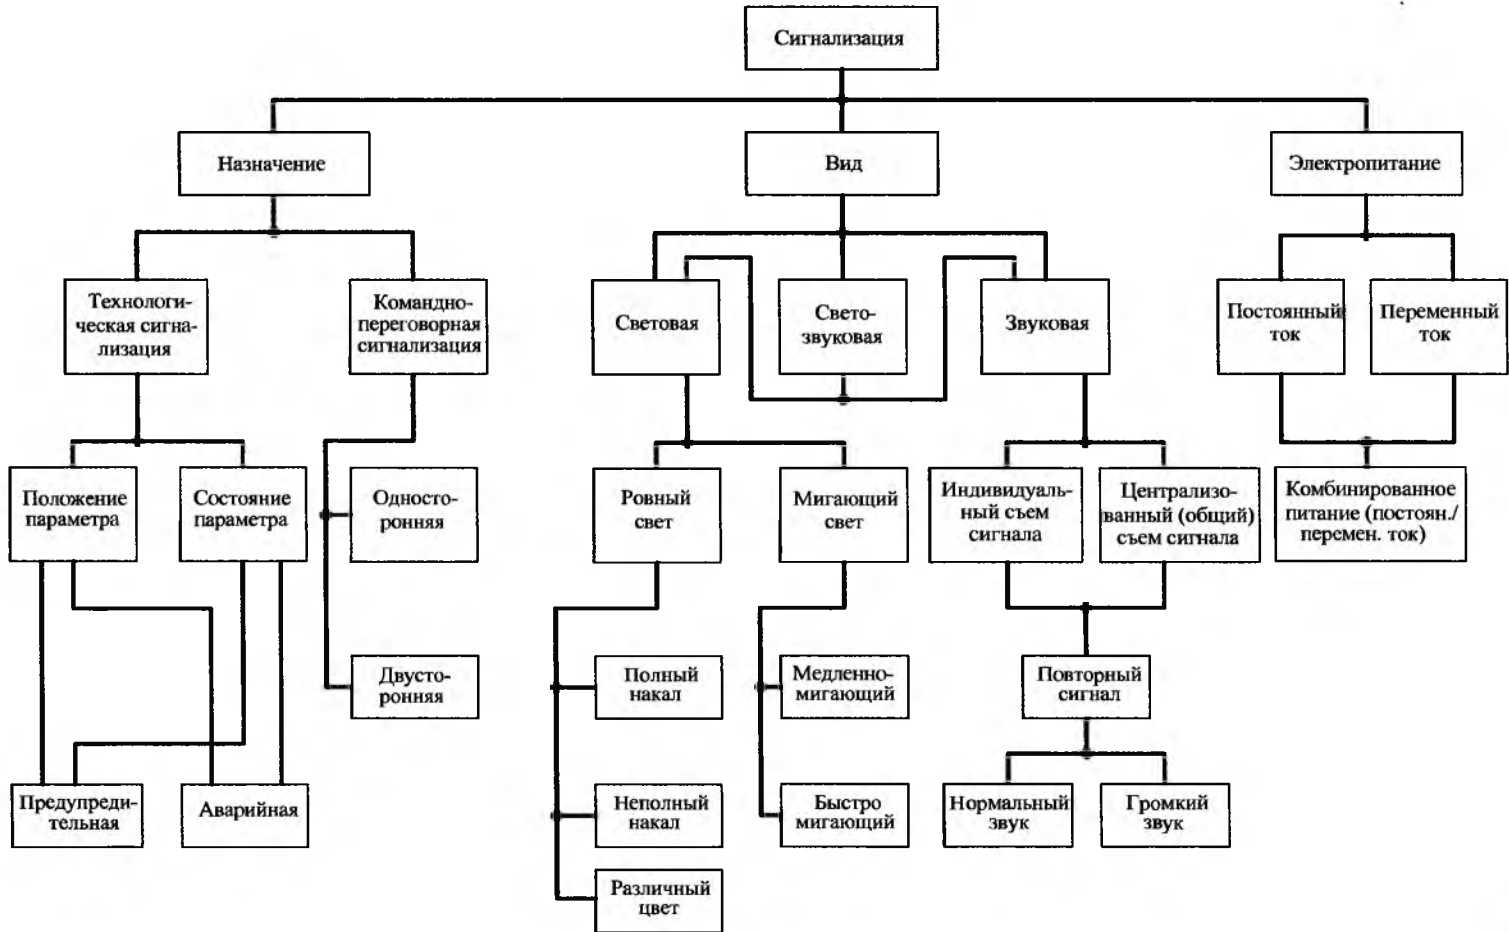 Сигнализация
Назначение
Вид
Электропитание
Технологи-
ческая сигна-
лизация
Командно-
переговорная
сигнализация
Световая
Свето-
звуковая
Звуковая
Постоянный
ток
Переменный
ток
Положение
параметра
Состояние
параметра
Односто-
ронняя
Ровный
свет
Мигающий
свет
Индивидуаль-
ный съем
сигнала
Централизо-
ванный (общий)
съем сигнала
Комбинированное
питание (постоян./
перемен. ток)
Двусто-
ронняя
Полный
накал
Медленно-
мигающий
Повторный
сигнал
Предупреди-
тельная
Аварийная
Неполный
накал
Быстро
мигающий
Нормальный
звук
Громкий
звук
Различный
цвет